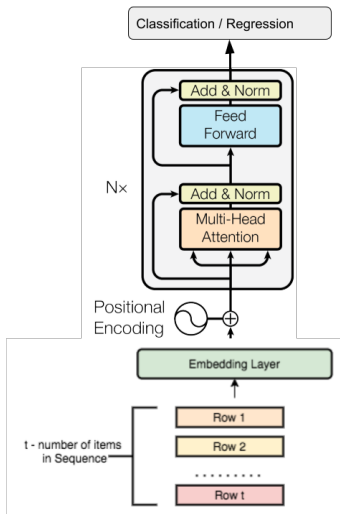 Classification / Regression
Add & Norm
Feed
Forward
Nx
Add & Norm
Multi-Head
Attention
Positional
Encoding
Embedding Layer
t - number of items
in Sequence
Row 1
Row 2
.........
Row t